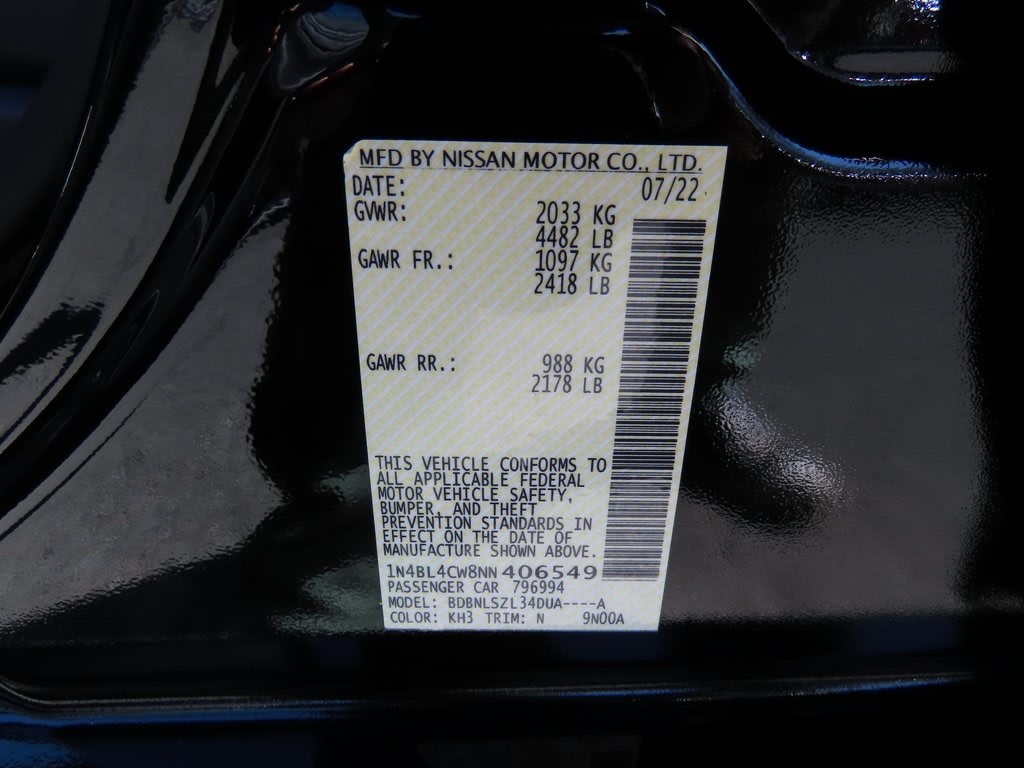 MFD BY NISSAN MOTOR CO., LTD.
DATE: 07/22
GVWR: 2033 KG
4482 LB
GAWR FR.: 1097 KG
2418 LB
GAWR RR.: 988 KG
2178 LB
THIS VEHICLE CONFORMS TO
ALL APPLICABLE FEDERAL
MOTOR VEHICLE SAFETY,
BUMPER, AND THEFT
PREVENTION STANDARDS IN
EFFECT ON THE DATE OF
MANUFACTURE SHOWN ABOVE.
1N4BL4CW8NN406549
PASSENGER CAR 796994
MODEL: BDBNLSZL34DUA----A
COLOR: KH3 TRIM: N 9N00A